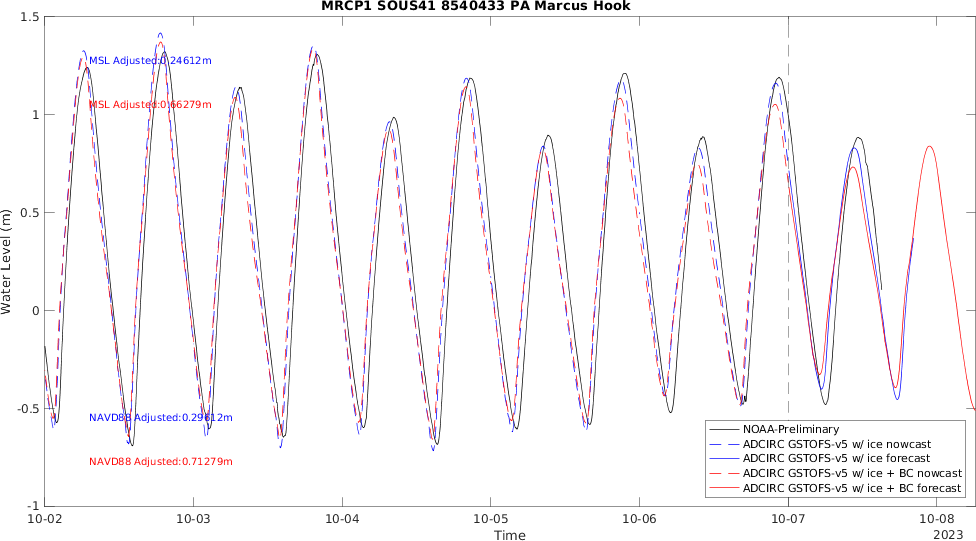 MRCP1 SOUS41 8540433 PA Marcus Hook
1.5
MSL Adjusted:0.24612m
MSL Adjusted:0.66279m
1
0.5
Water Level (m)
0
-0.5
NAVD88 Adjusted:0.29612m
NAVD88 Adjusted:0.71279m
NOAA-Preliminary
ADCIRC GSTOFS-v5 w/ ice nowcast
ADCIRC GSTOFS-v5 w/ ice forecast
ADCIRC GSTOFS-v5 w/ ice + BC nowcast
ADCIRC GSTOFS-v5 w/ ice + BC forecast
-1
10-02 10-03 10-04 10-05 10-06 10-07 10-08
Time
2023